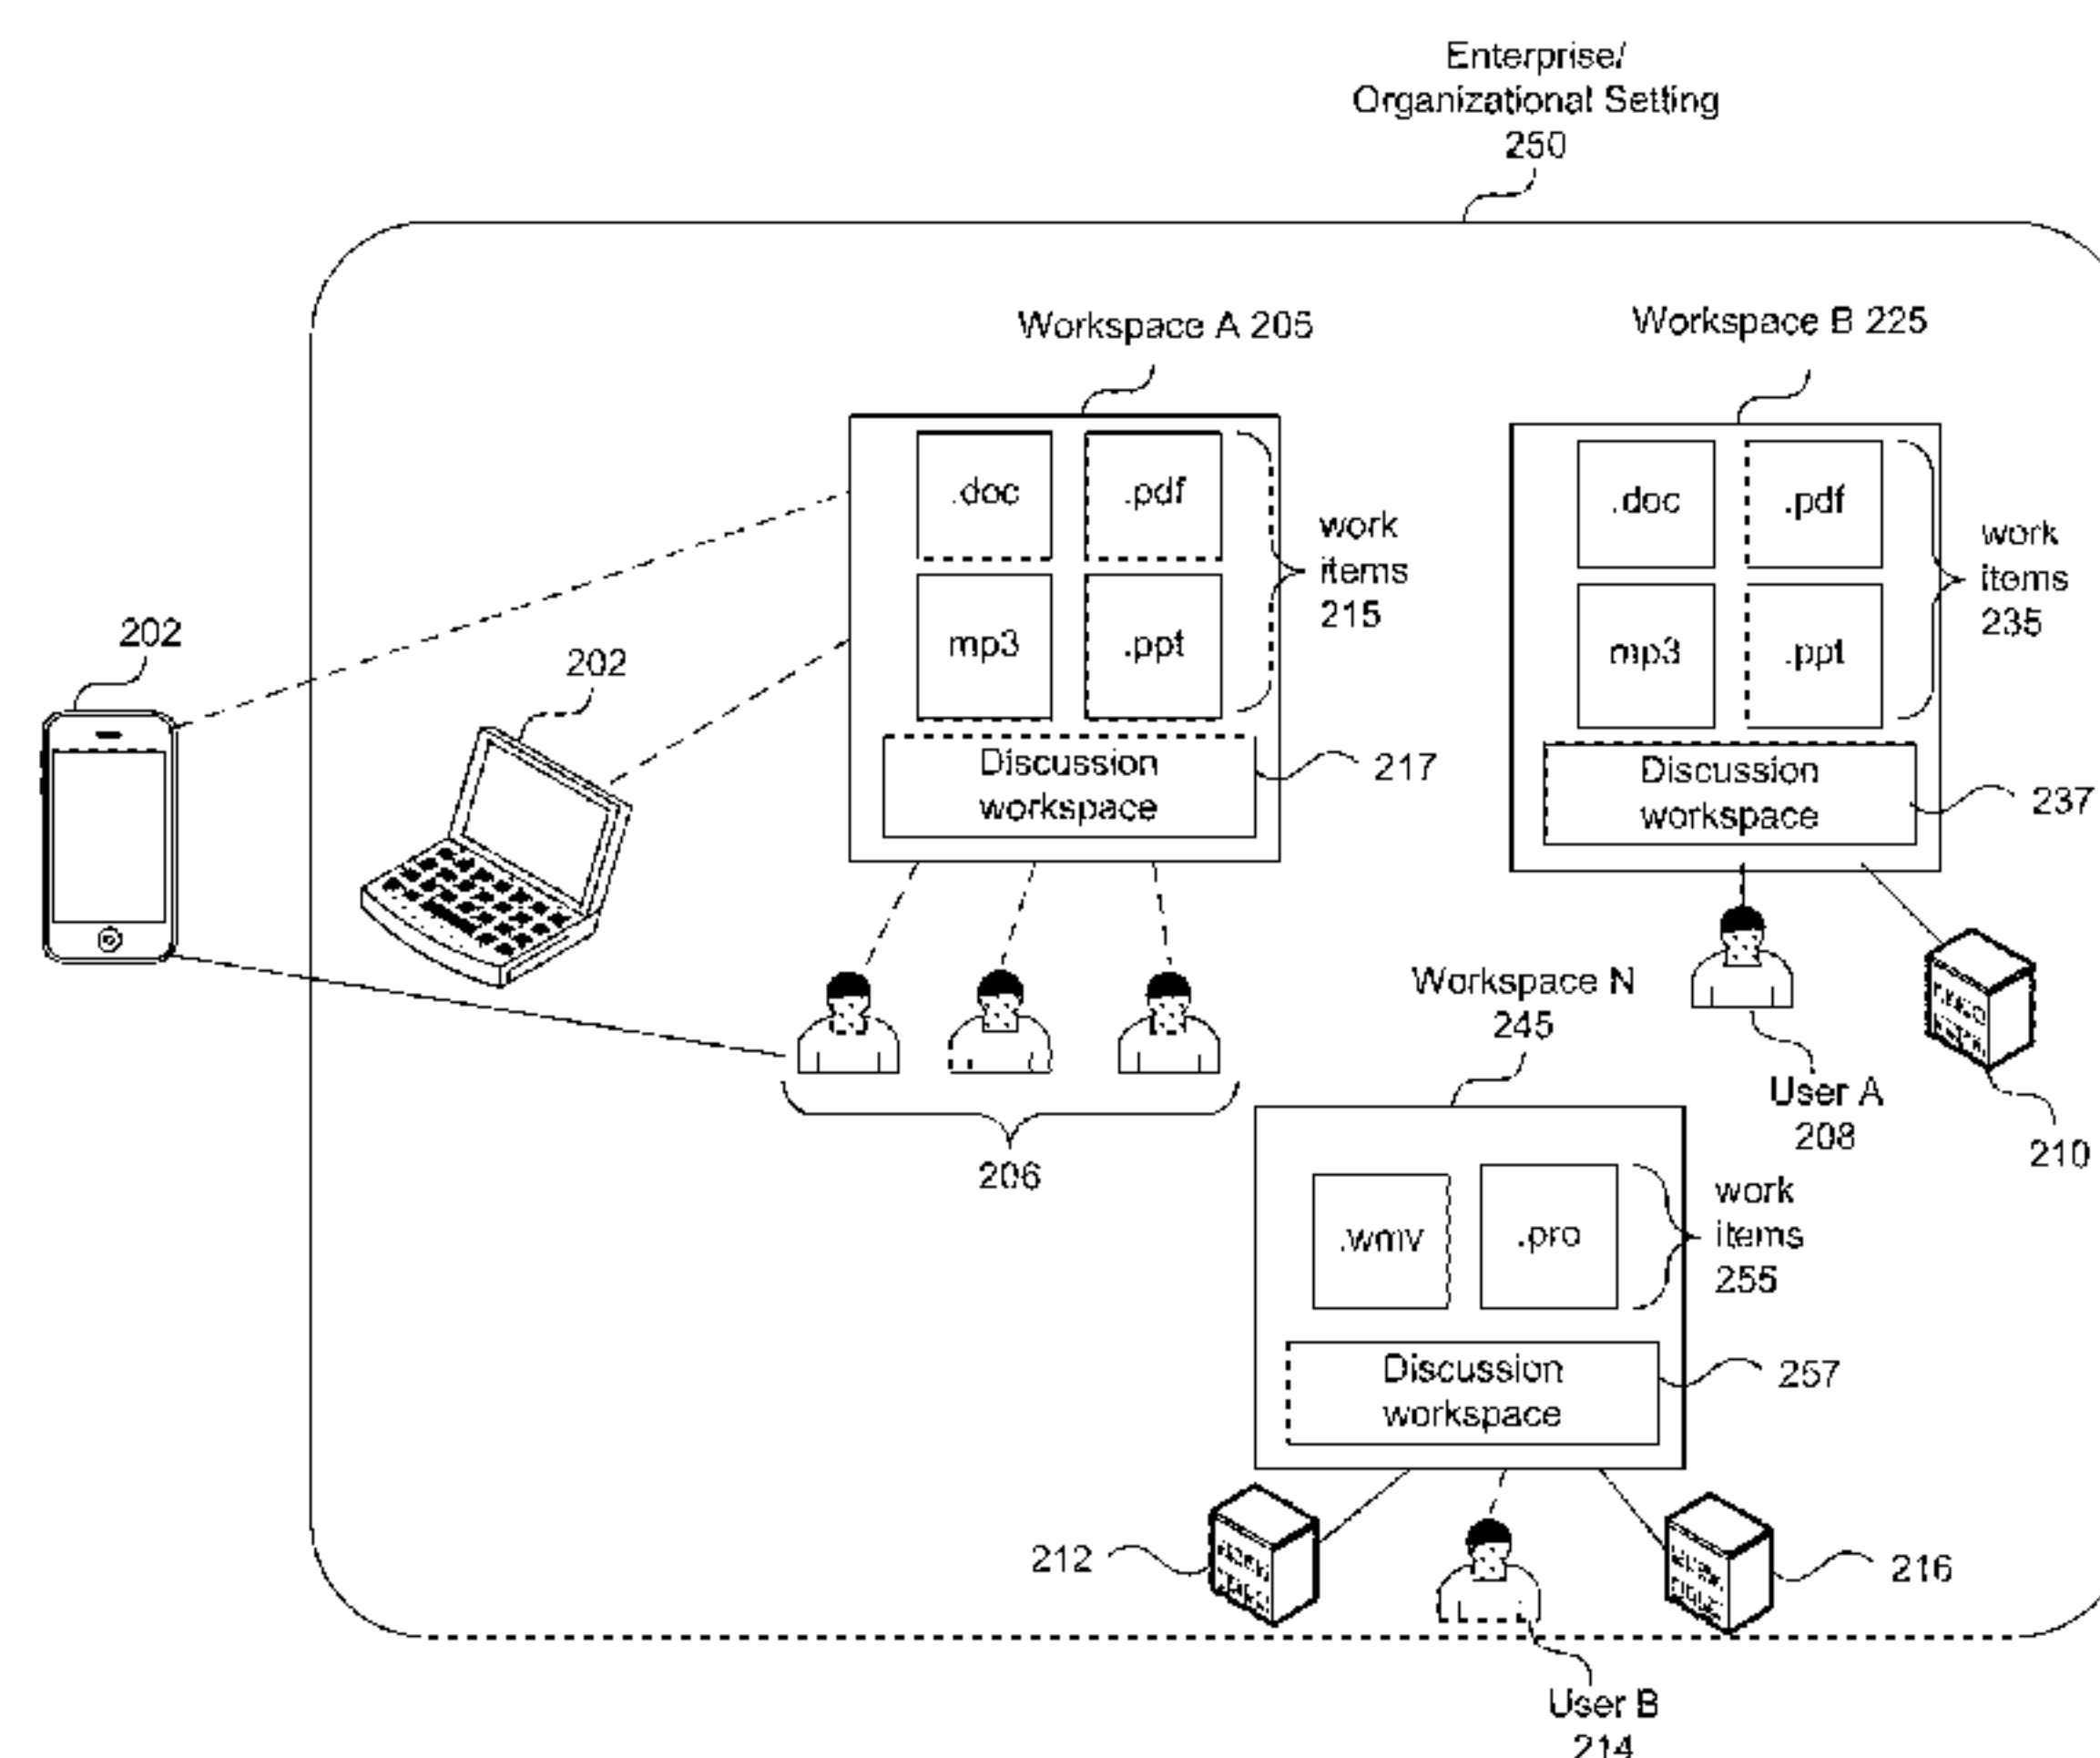 Enterprise/
Organizational Setting
250
Workspace A 205
Workspace B 225
.doc
.pdf
mp3
.ppt
work
items
215
Discussion
workspace
217
.doc
.pdf
mp3
.ppt
work
items
235
Discussion
workspace
237
202
202
206
User A
208
210
Workspace N
245
.wmv
.pro
work
items
255
Discussion
workspace
257
212
216
User B
214